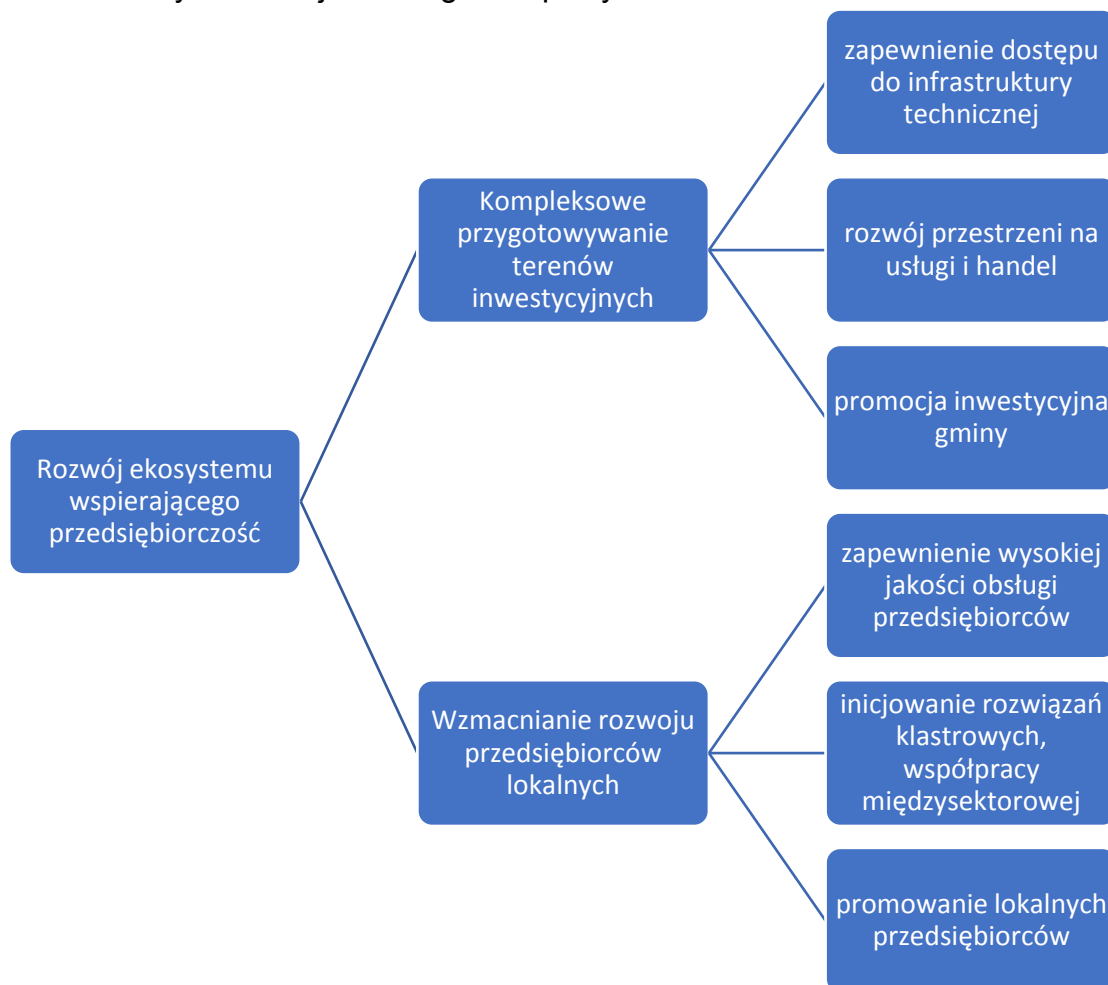 Rozwój ekosystemu
wspierającego
przedsiębiorczość
Kompleksowe
przygotowywanie
terenów
inwestycyjnych
zapewnienie dostępu
do infrastruktury
technicznej
rozwój przestrzeni na
usługi i handel
promocja inwestycyjna
gminy
Wzmacnianie rozwoju
przedsiębiorców
lokalnych
zapewnienie wysokiej
jakości obsługi
przedsiębiorców
inicjowanie rozwiązań
klastrowych,
współpracy
międzysektorowej
promowanie lokalnych
przedsiębiorców